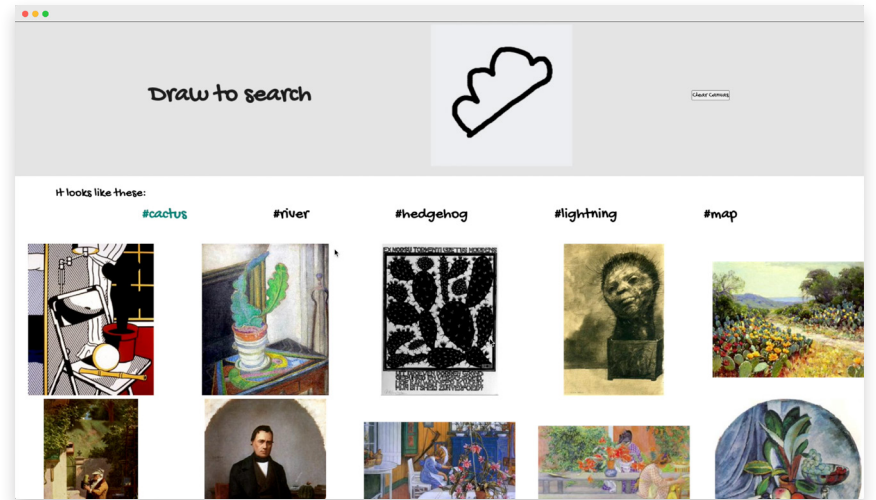 Draw to search
Clear Canvas
It looks like these:
#cactus #river #hedgehog #lightning #map